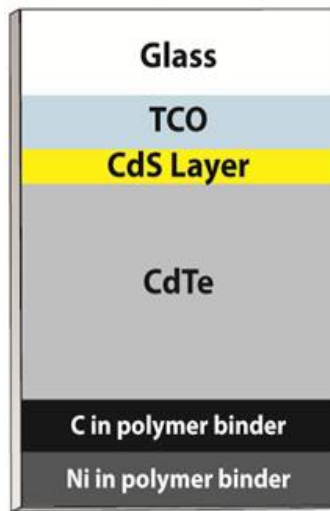 Glass
TCO
CdS Layer
CdTe
C in polymer binder
Ni in polymer binder